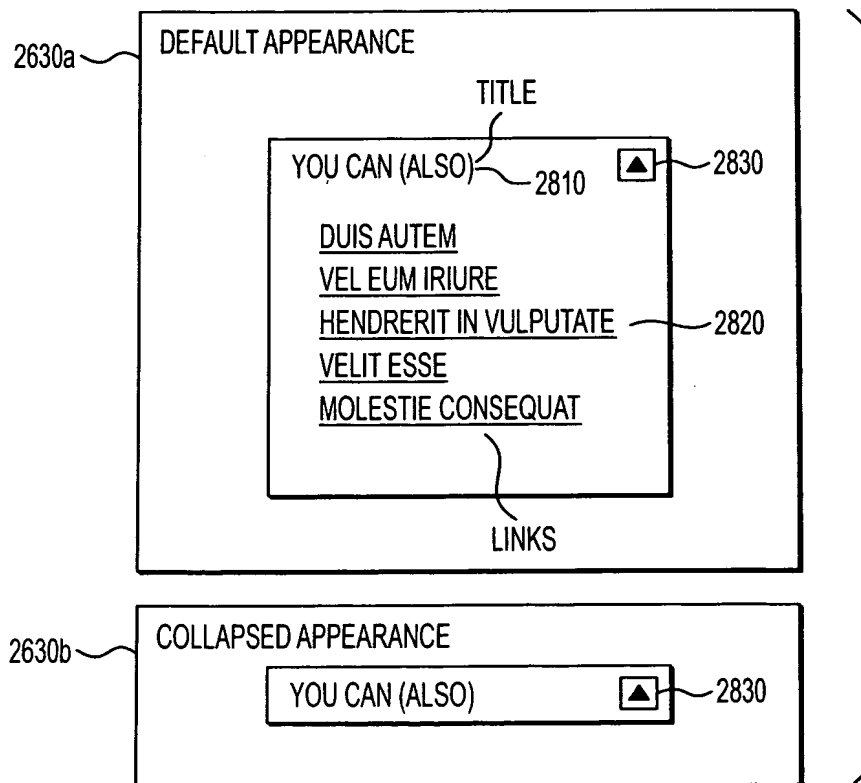 2630a
DEFAULT APPEARANCE
TITLE
YOU CAN (ALSO)
2810
2830
DUIS AUTEM
VEL EUM IRIURE
HENDRERIT IN VULPUTATE
2820
VELIT ESSE
MOLESTIE CONSEQUAT
LINKS
2630b
COLLAPSED APPEARANCE
YOU CAN (ALSO)
2830